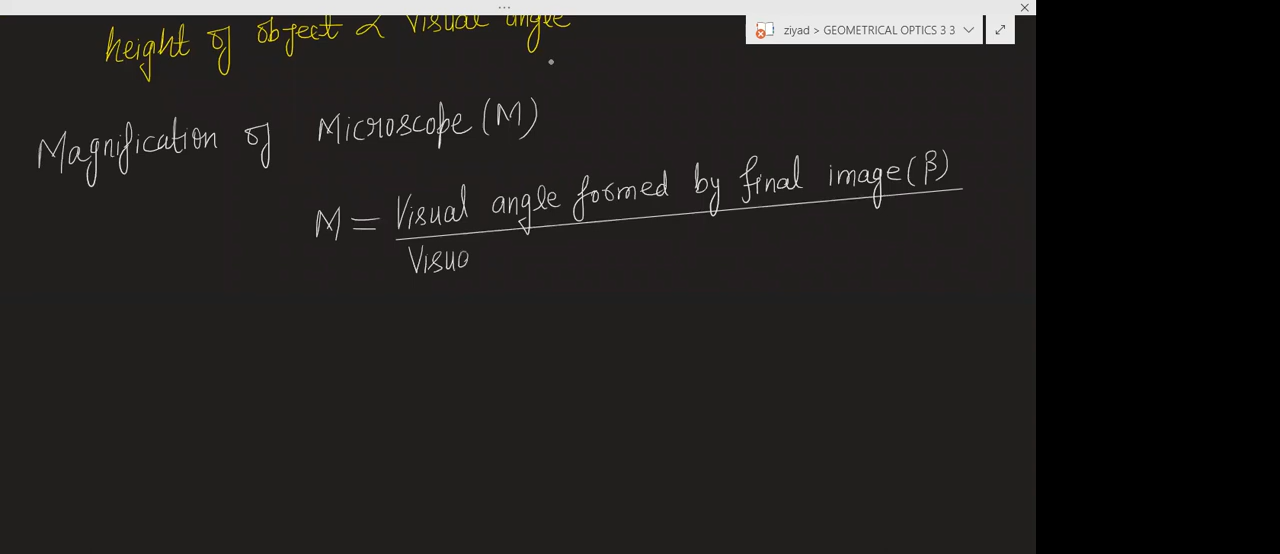 height of object ∝ Visual angle
ziyad > GEOMETRICAL OPTICS 3 3
Magnification of Microscope (M)
M = Visual angle formed by final image (β)
Visua